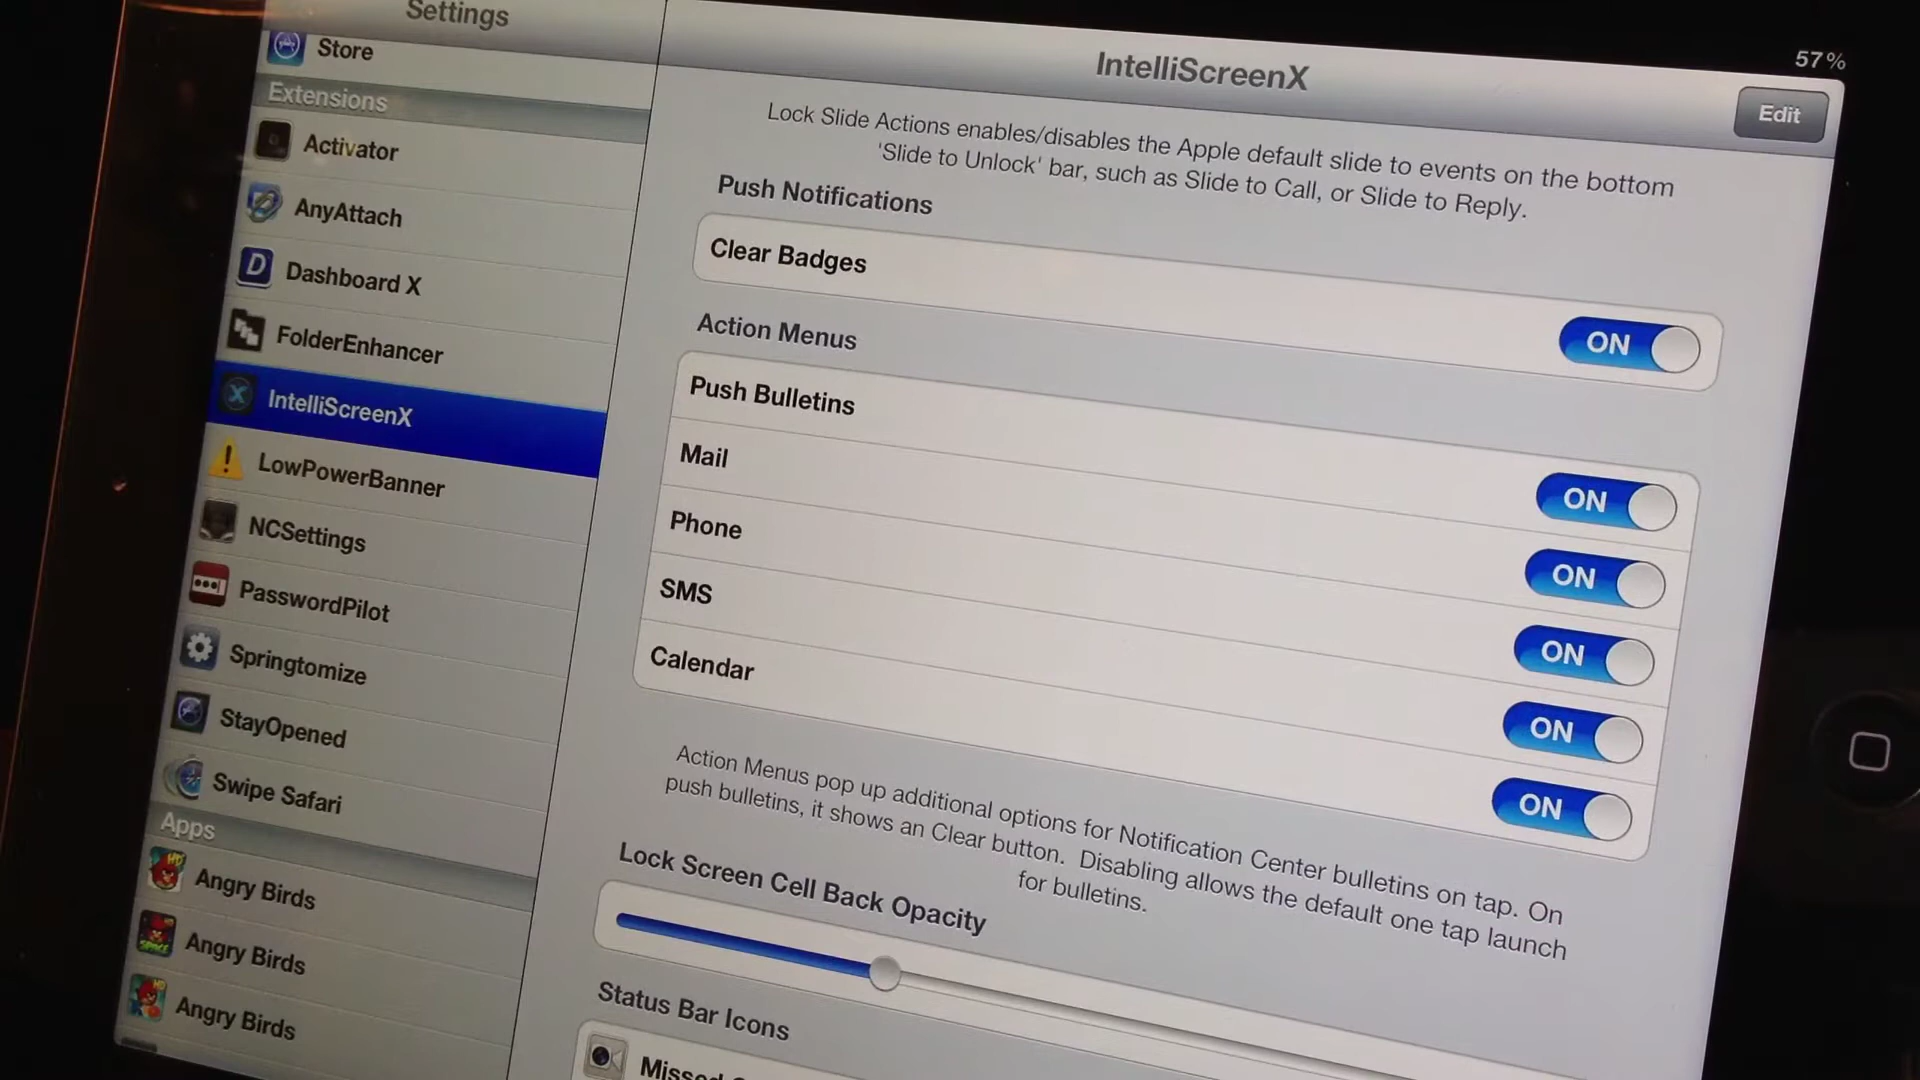 Settings
Store
Extensions
Activator
AnyAttach
Dashboard X
FolderEnhancer
IntelliScreenX
LowPowerBanner
NCSettings
PasswordPilot
Springtomize
StayOpened
Swipe Safari
Apps
Angry Birds
Angry Birds
Angry Birds
57%
IntelliScreenX
Edit
Lock Slide Actions enables/disables the Apple default slide to events on the bottom
'Slide to Unlock' bar, such as Slide to Call, or Slide to Reply.
Push Notifications
Clear Badges
ON
Action Menus
Push Bulletins
ON
Mail
ON
Phone
ON
SMS
ON
Calendar
ON
Action Menus pop up additional options for Notification Center bulletins on tap. On
push bulletins, it shows an Clear button. Disabling allows the default one tap launch
for bulletins.
Lock Screen Cell Back Opacity
Status Bar Icons
Missed